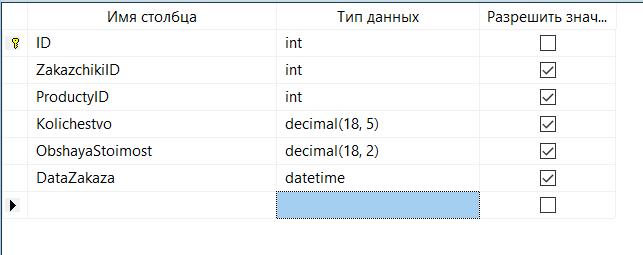 Имя столбца Тип данных Разрешить знач...
ID int
ZakazchikiID int
ProductyID int
Kolichestvo decimal(18, 5)
ObshayaStoimost decimal(18, 2)
DataZakaza datetime